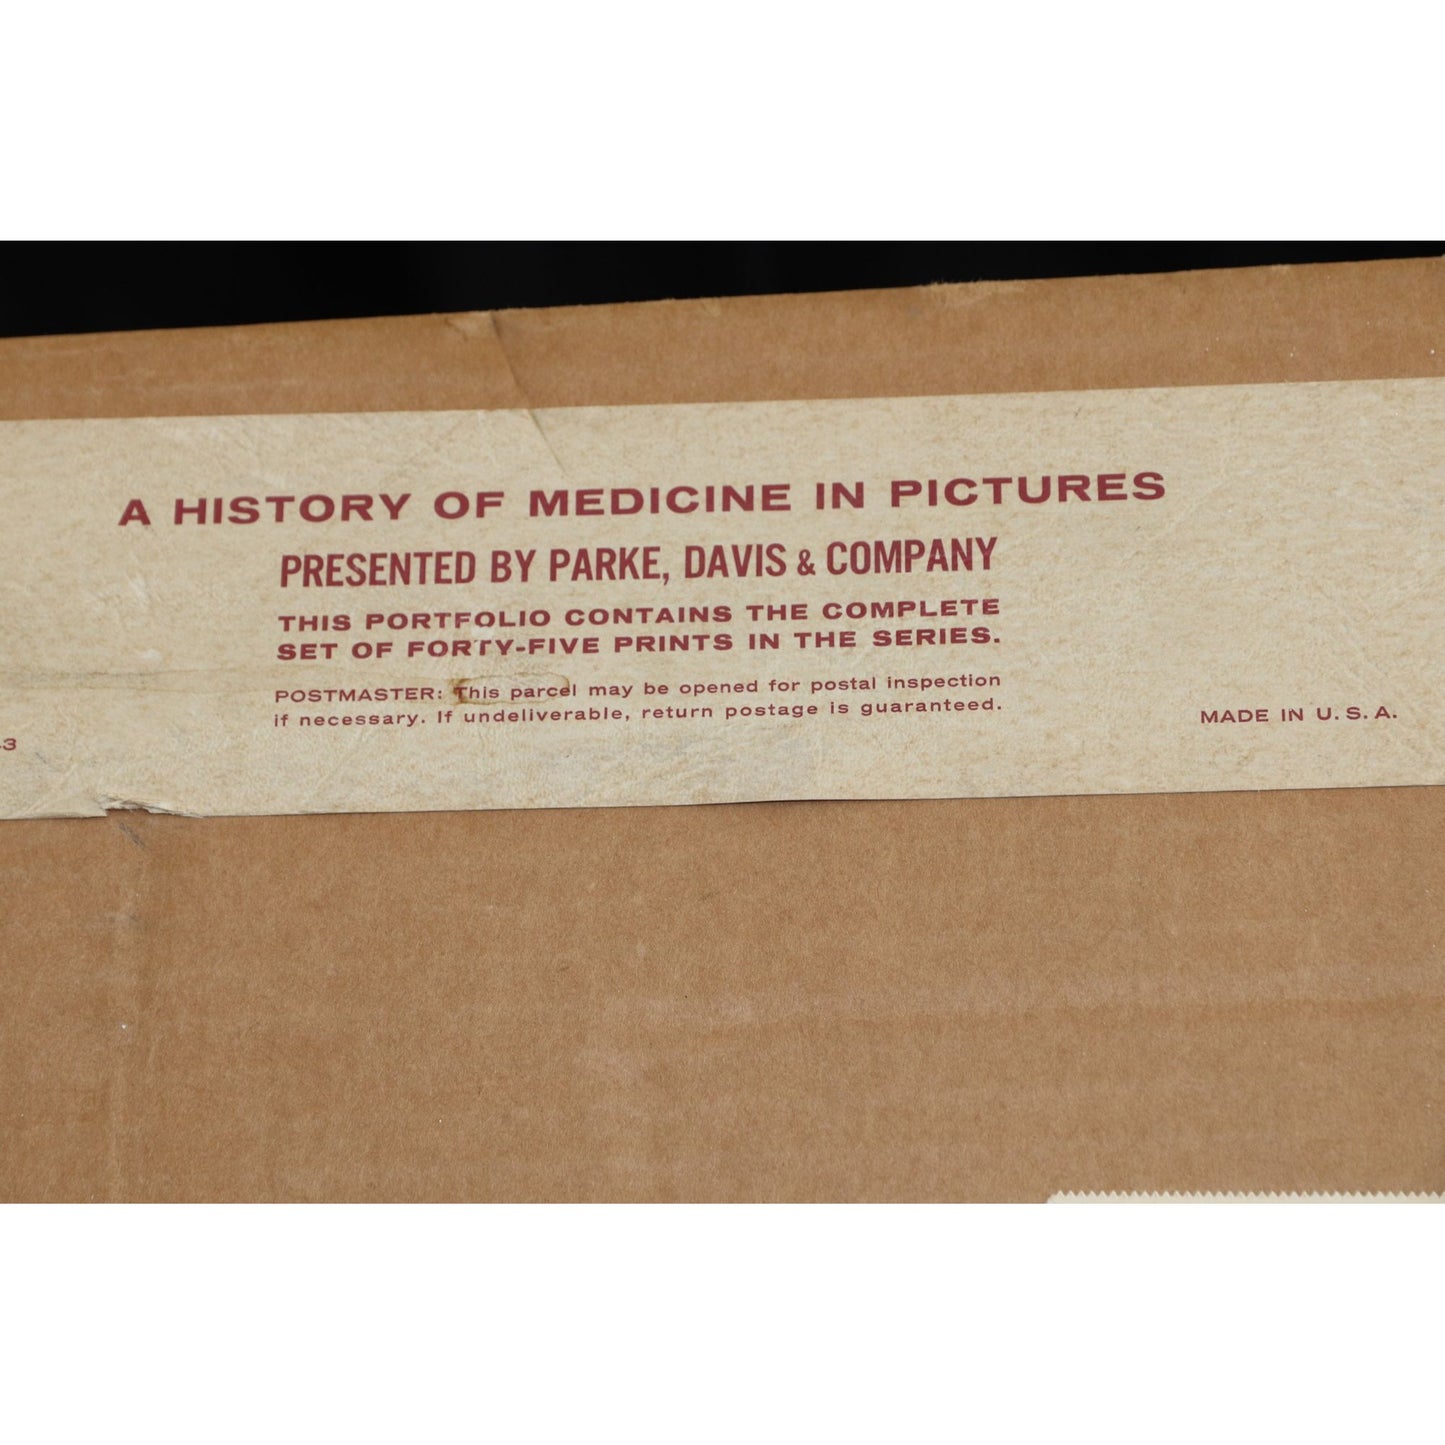 A HISTORY OF MEDICINE IN PICTURES
PRESENTED BY PARKE, DAVIS & COMPANY
THIS PORTFOLIO CONTAINS THE COMPLETE
SET OF FORTY-FIVE PRINTS IN THE SERIES.
POSTMASTER: This parcel may be opened for postal inspection
if necessary. If undeliverable, return postage is guaranteed.
MADE IN U.S.A.